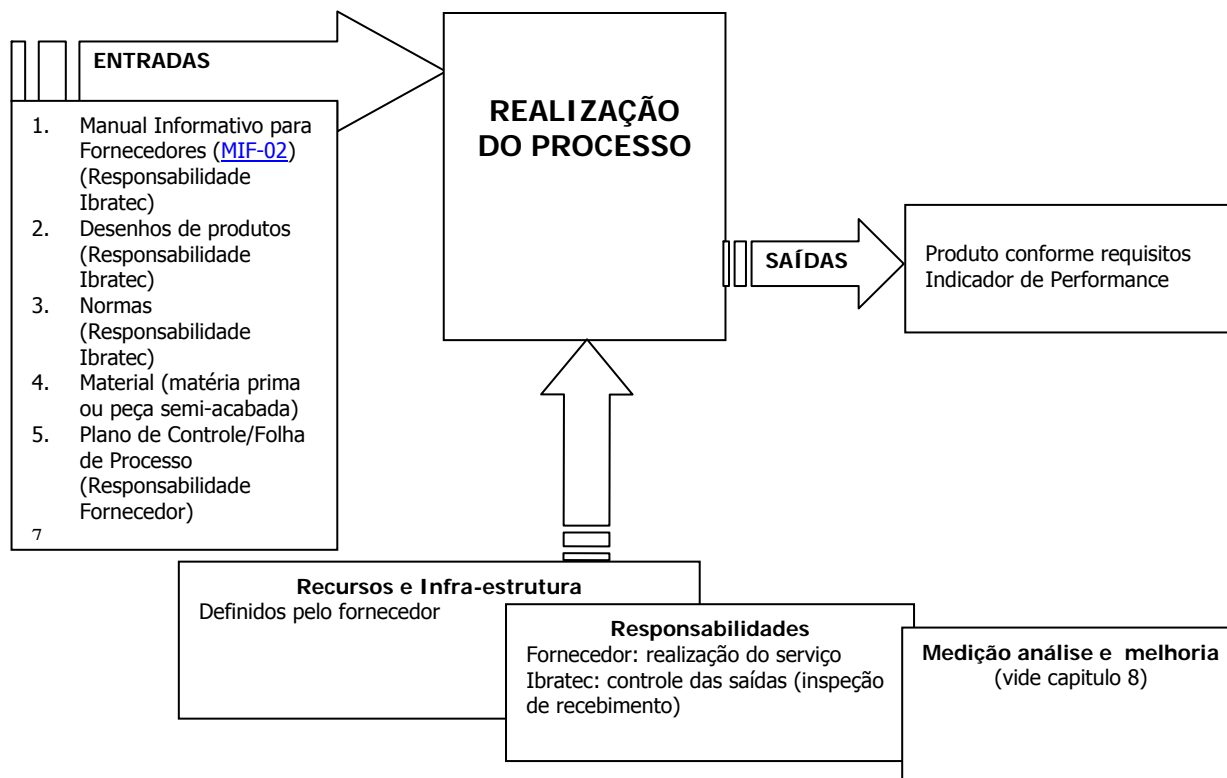 ENTRADAS
1. Manual Informativo para
Fornecedores (MIF-02)
(Responsabilidade
Ibratec)
2. Desenhos de produtos
(Responsabilidade
Ibratec)
3. Normas
(Responsabilidade
Ibratec)
4. Material (matéria prima
ou peça semi-acabada)
5. Plano de Controle/Folha
de Processo
(Responsabilidade
Fornecedor)
7
REALIZAÇÃO
DO PROCESSO
SAÍDAS
Produto conforme requisitos
Indicador de Performance
Recursos e Infra-estrutura
Definidos pelo fornecedor
Responsabilidades
Fornecedor: realização do serviço
Ibratec: controle das saídas (inspeção
de recebimento)
Medição análise e melhoria
(vide capitulo 8)